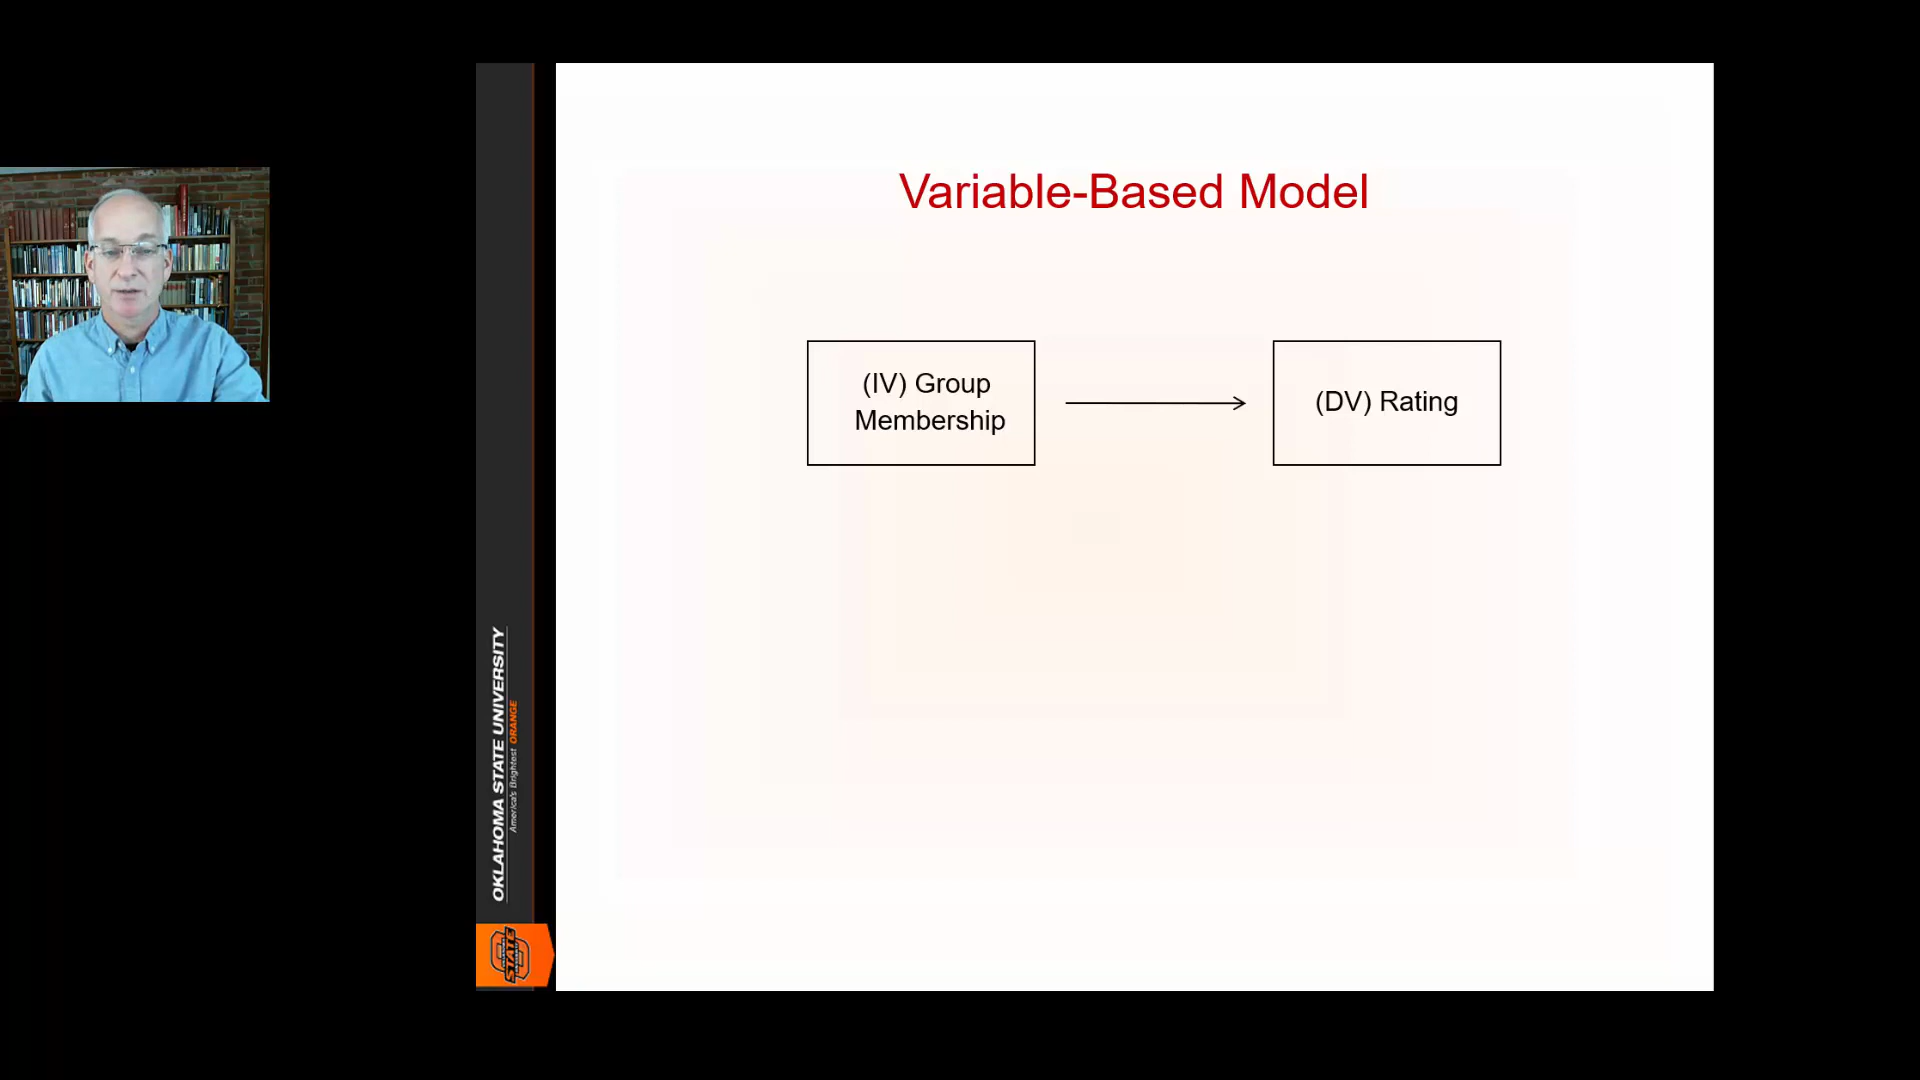 Variable-Based Model
(IV) Group
Membership
(DV) Rating
OKLAHOMA STATE UNIVERSITY
America's Brightest ORANGE
STATE